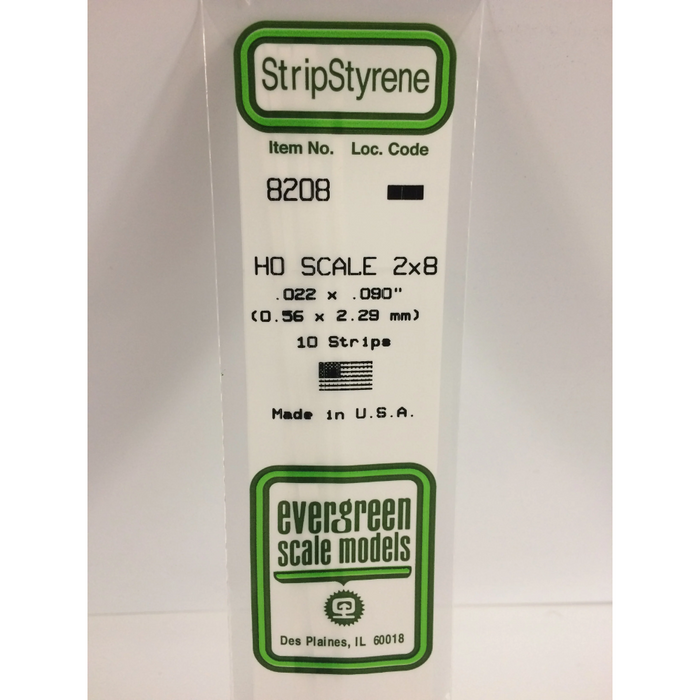 StripStyrene
Item No. Loc. Code
8208
HO SCALE 2x8
.022 x .090"
(0.56 x 2.29 mm)
10 Strips
Made in U.S.A.
evergreen
scale models
Des Plaines, IL 60018